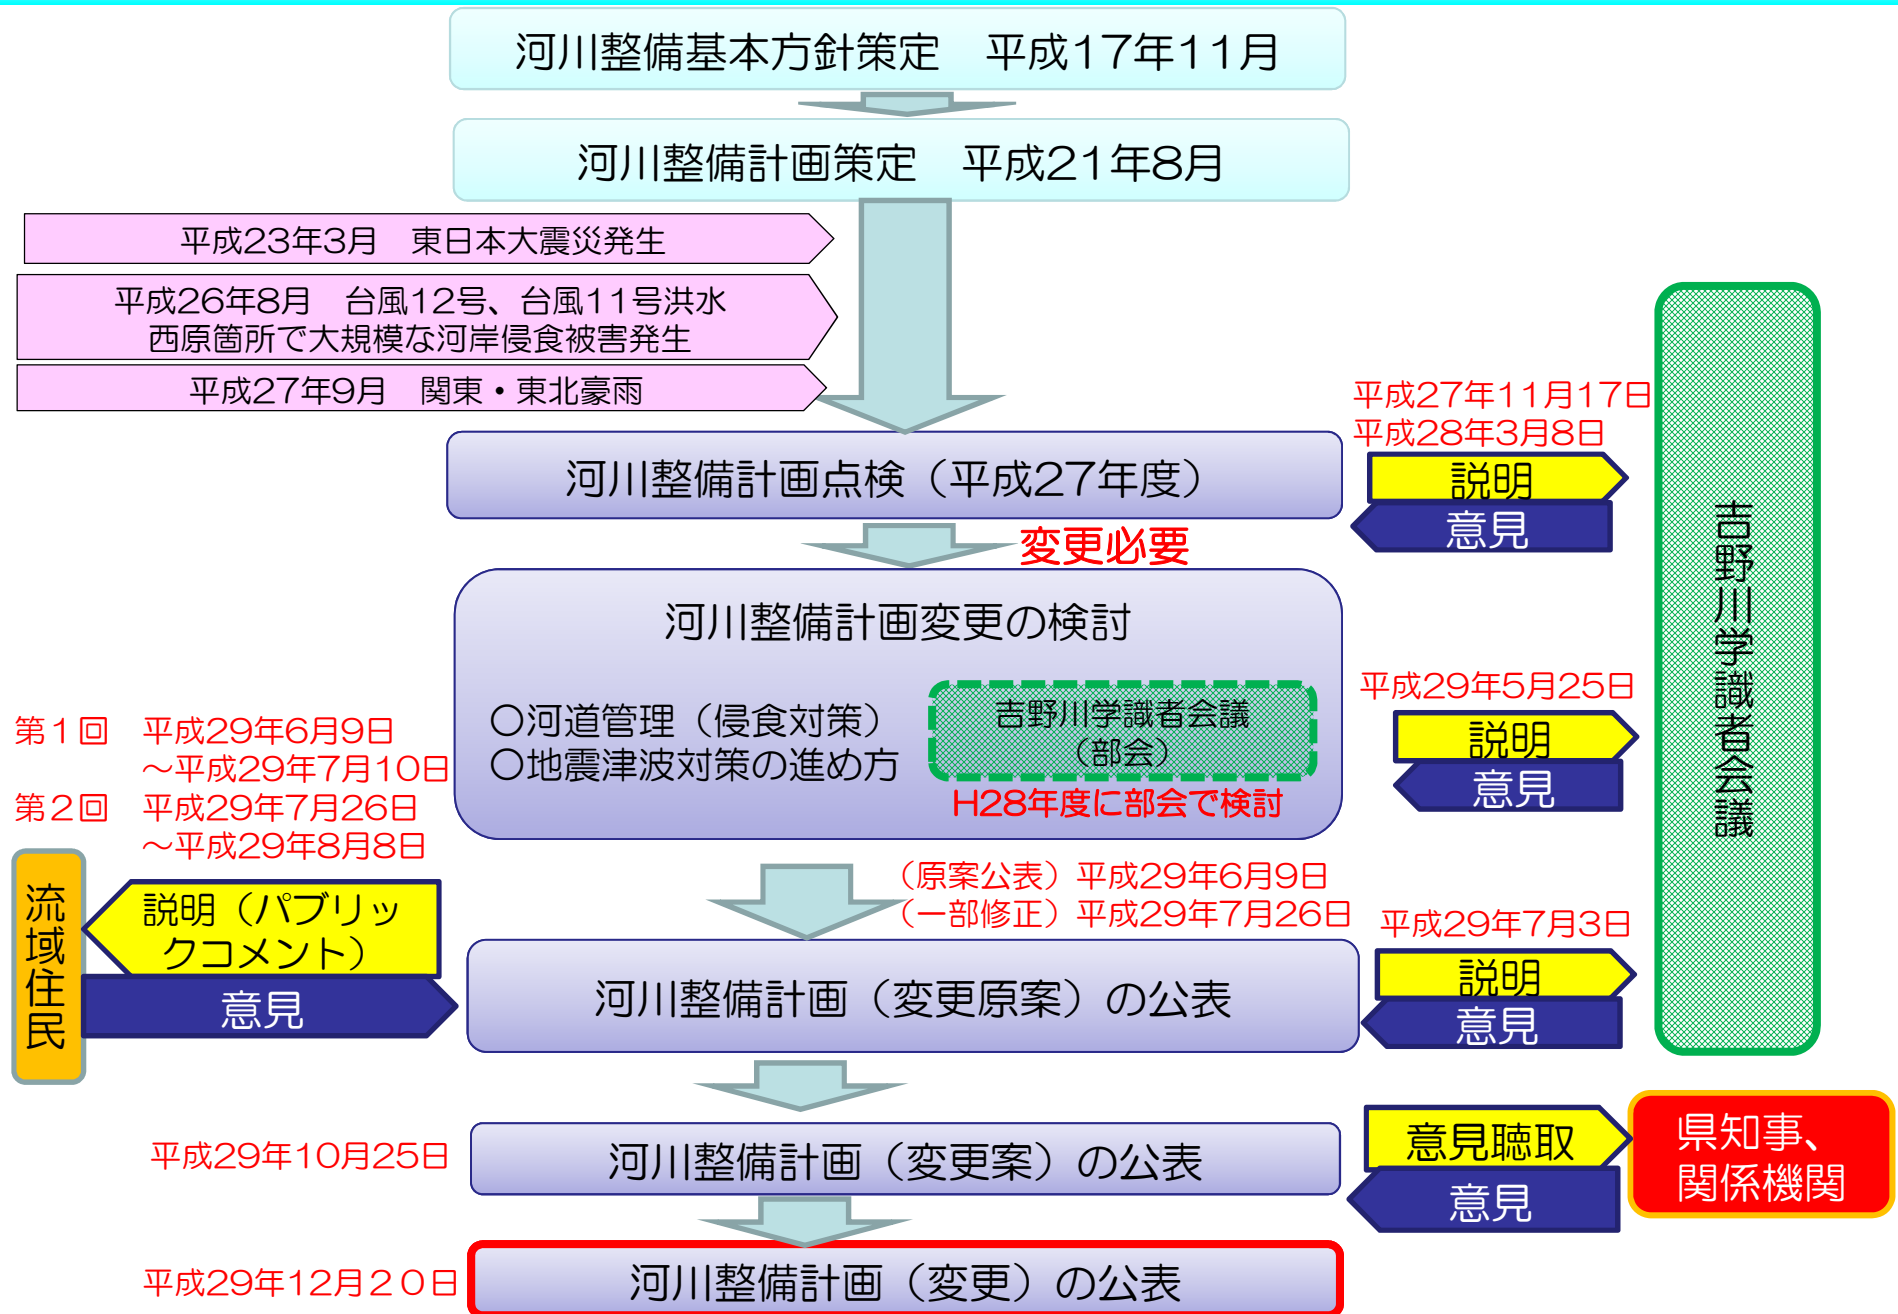 河川整備基本方針策定　平成17年11月
河川整備計画策定　平成21年8月
平成23年3月　東日本大震災発生
平成26年8月　台風12号、台風11号洪水
西原箇所で大規模な河岸侵食被害発生
平成27年9月　関東・東北豪雨
平成27年11月17日
平成28年3月8日
河川整備計画点検（平成27年度）
説明
意見
吉野川学識者会議
変更必要
河川整備計画変更の検討
〇河道管理（侵食対策）
〇地震津波対策の進め方
吉野川学識者会議
（部会）
H28年度に部会で検討
平成29年5月25日
説明
意見
第１回　平成29年6月9日
～平成29年7月10日
第２回　平成29年7月26日
～平成29年8月8日
流域住民
説明（パブリッ
クコメント）
意見
（原案公表）平成29年6月9日
（一部修正）平成29年7月26日
平成29年7月3日
河川整備計画（変更原案）の公表
説明
意見
平成29年10月25日
河川整備計画（変更案）の公表
意見聴取
意見
県知事、
関係機関
平成29年12月２０日
河川整備計画（変更）の公表